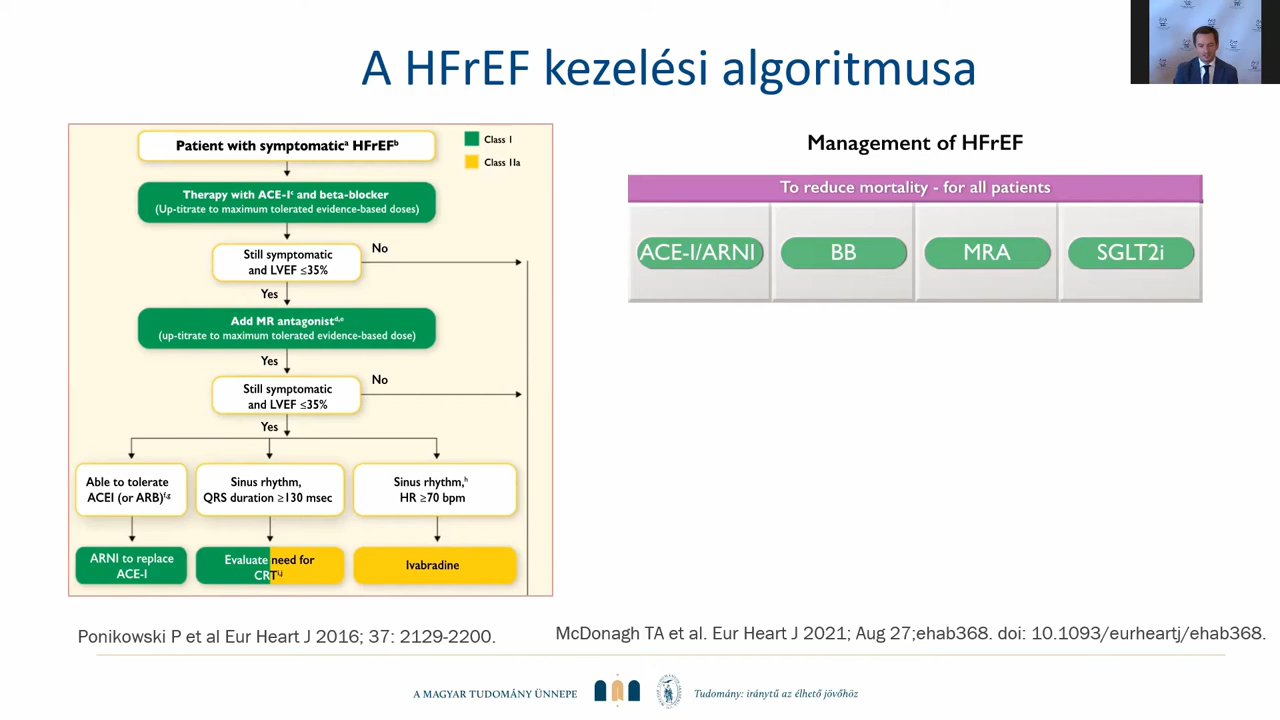 A HFrEF kezelési algoritmusa
Patient with symptomaticᵃ HFrEFᵇ
Class I
Class IIa
Therapy with ACE-Iᶜ and beta-blocker
(Up-titrate to maximum tolerated evidence-based doses)
Still symptomatic
and LVEF ≤35%
No
Yes
Add MR antagonistᵈ,ᵉ
(up-titrate to maximum tolerated evidence-based dose)
Yes
Still symptomatic
and LVEF ≤35%
No
Yes
Able to tolerate
ACEI (or ARB)ᶠ,ᵍ
Sinus rhythm,
QRS duration ≥130 msec
Sinus rhythm,ʰ
HR ≥70 bpm
ARNI to replace
ACE-I
Evaluate need for
CRTⁱ,ʲ
Ivabradine
Management of HFrEF
To reduce mortality - for all patients
ACE-I/ARNI
BB
MRA
SGLT2i
Ponikowski P et al Eur Heart J 2016; 37: 2129-2200.
McDonagh TA et al. Eur Heart J 2021; Aug 27;ehab368. doi: 10.1093/eurheartj/ehab368.
A MAGYAR TUDOMÁNY ÜNNEPE
Tudomány: iránytű az élhető jövőhöz